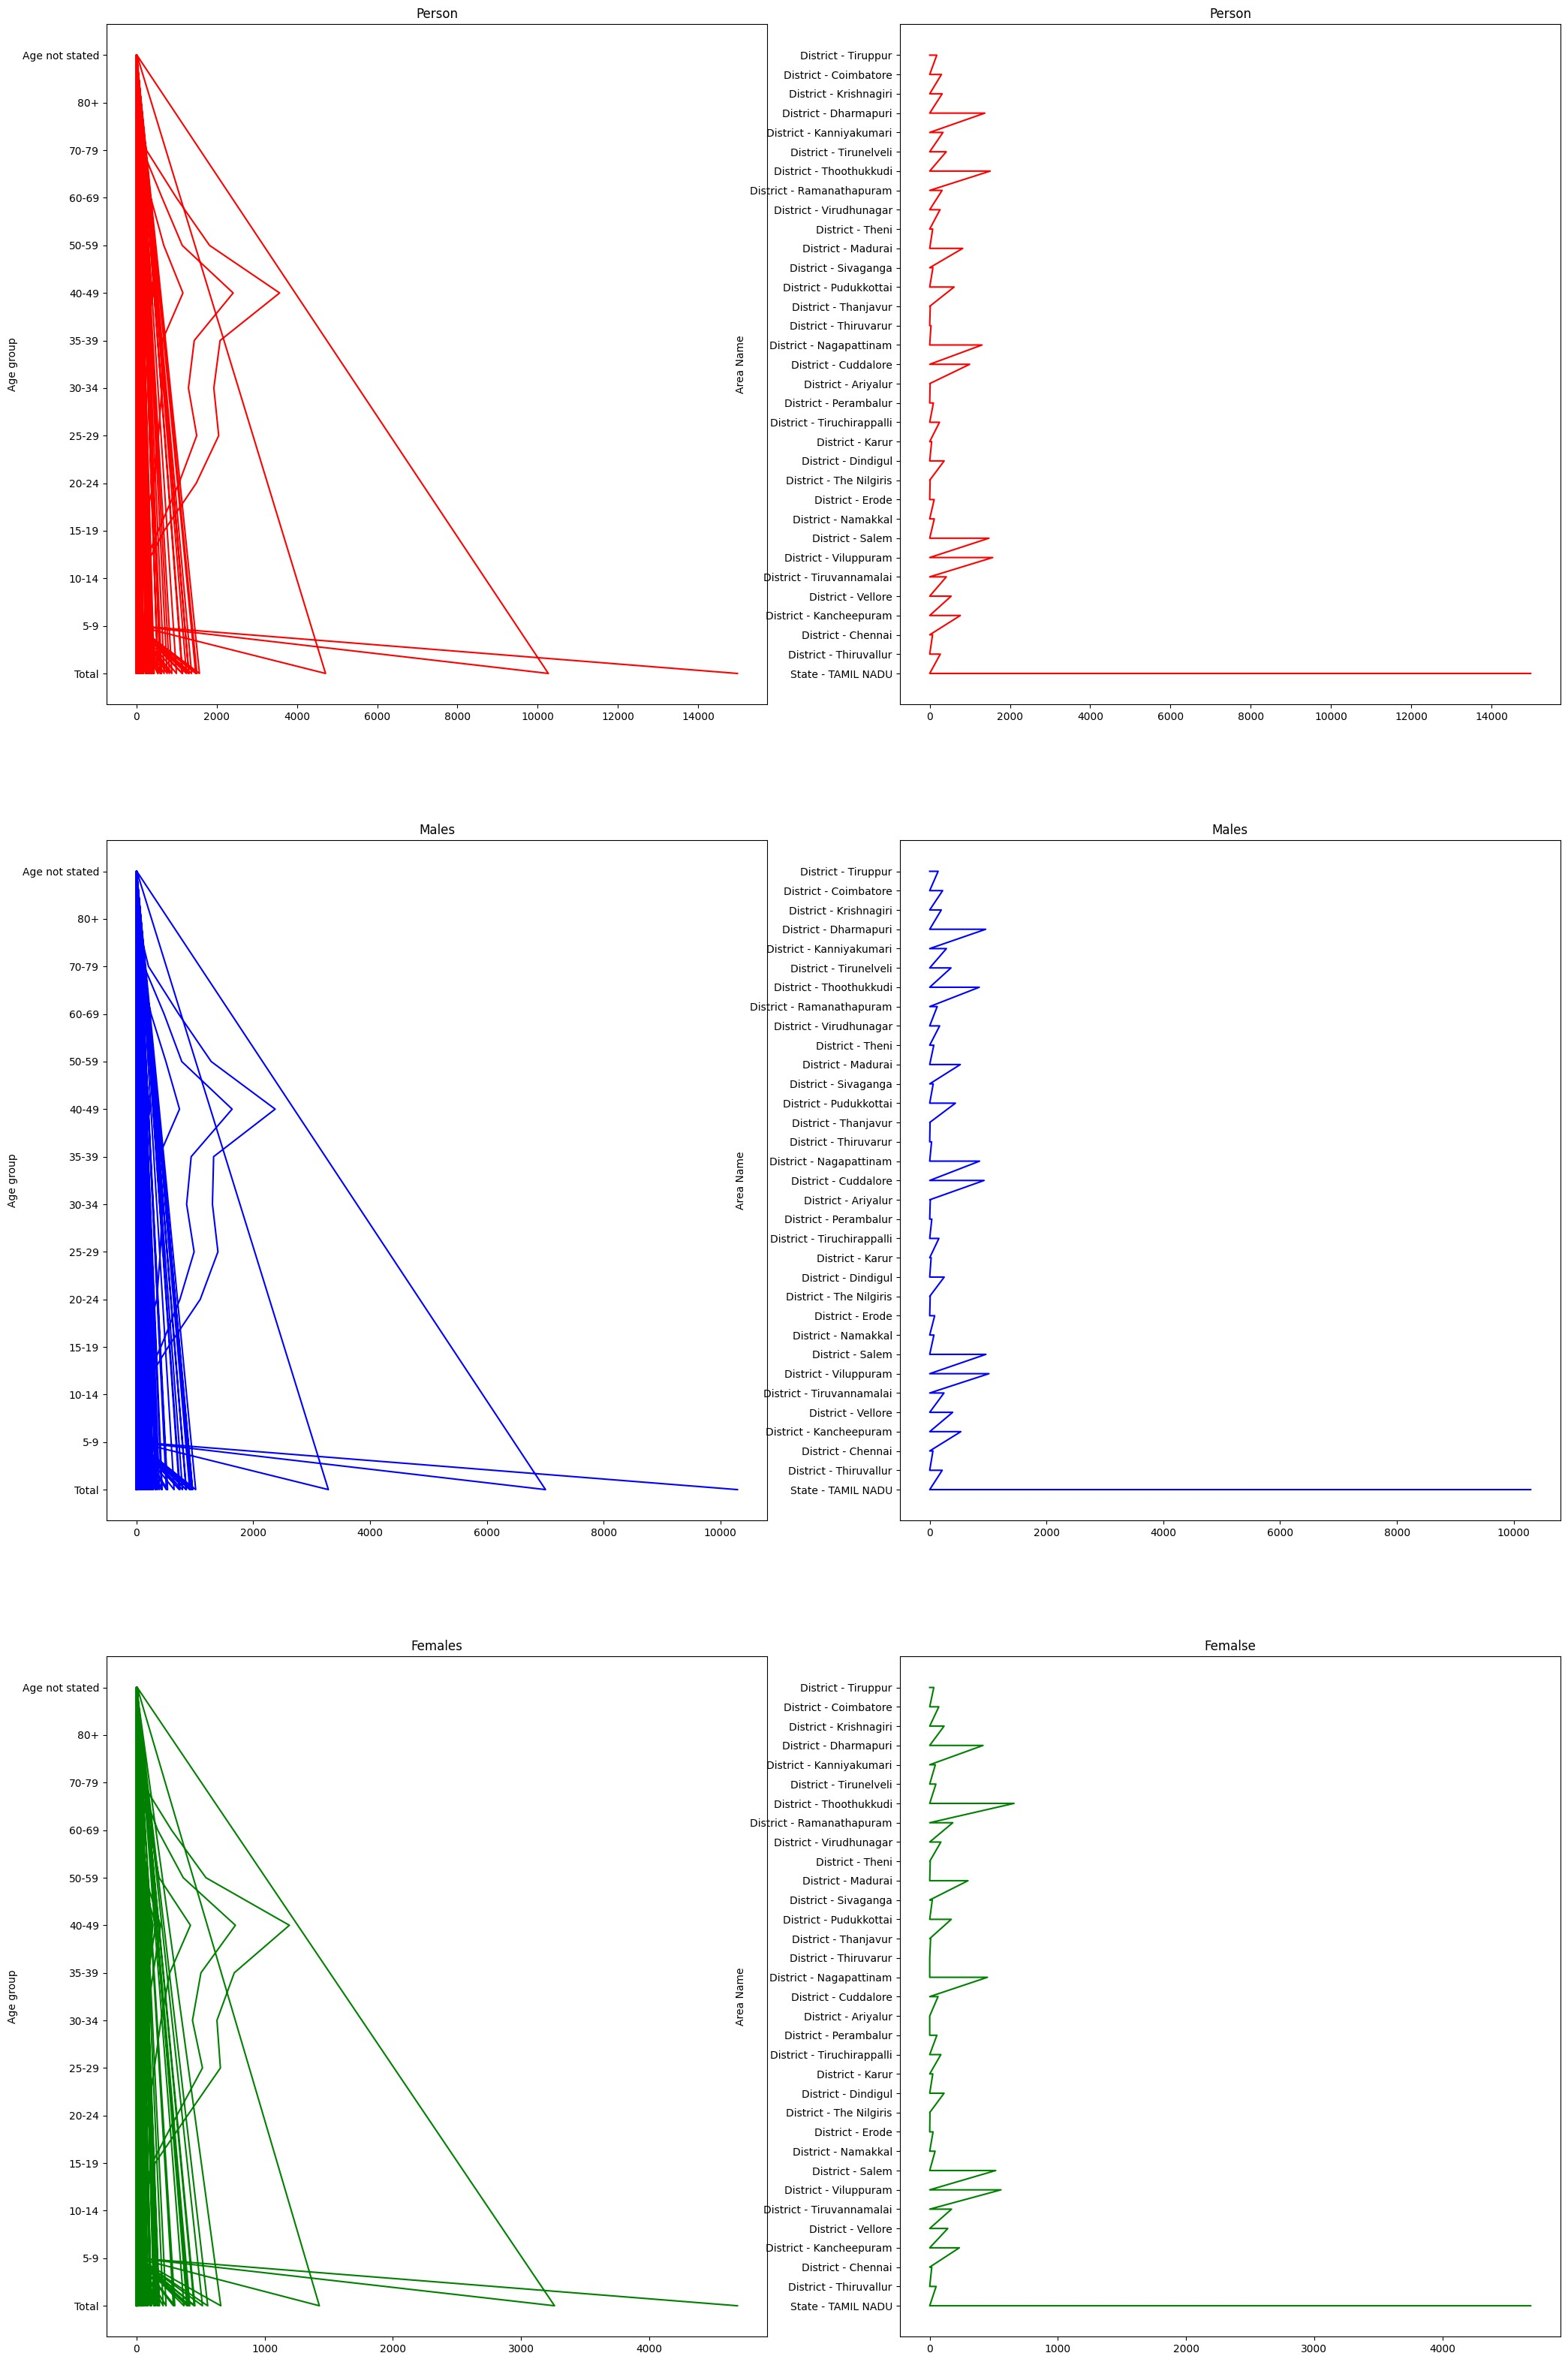 Person
Age not stated
80+
70-79
60-69
50-59
40-49
35-39
30-34
25-29
20-24
15-19
10-14
5-9
Total
Age group
0 2000 4000 6000 8000 10000 12000 14000
Person
District - Tiruppur
District - Coimbatore
District - Krishnagiri
District - Dharmapuri
District - Kanniyakumari
District - Tirunelveli
District - Thoothukkudi
District - Ramanathapuram
District - Virudhunagar
District - Theni
District - Madurai
District - Sivaganga
District - Pudukkottai
District - Thanjavur
District - Thiruvarur
District - Nagapattinam
District - Cuddalore
District - Ariyalur
District - Perambalur
District - Tiruchirappalli
District - Karur
District - Dindigul
District - The Nilgiris
District - Erode
District - Namakkal
District - Salem
District - Viluppuram
District - Tiruvannamalai
District - Vellore
District - Kancheepuram
District - Chennai
District - Thiruvallur
State - TAMIL NADU
Area Name
0 2000 4000 6000 8000 10000 12000 14000
Males
Age not stated
80+
70-79
60-69
50-59
40-49
35-39
30-34
25-29
20-24
15-19
10-14
5-9
Total
Age group
0 2000 4000 6000 8000 10000
Males
District - Tiruppur
District - Coimbatore
District - Krishnagiri
District - Dharmapuri
District - Kanniyakumari
District - Tirunelveli
District - Thoothukkudi
District - Ramanathapuram
District - Virudhunagar
District - Theni
District - Madurai
District - Sivaganga
District - Pudukkottai
District - Thanjavur
District - Thiruvarur
District - Nagapattinam
District - Cuddalore
District - Ariyalur
District - Perambalur
District - Tiruchirappalli
District - Karur
District - Dindigul
District - The Nilgiris
District - Erode
District - Namakkal
District - Salem
District - Viluppuram
District - Tiruvannamalai
District - Vellore
District - Kancheepuram
District - Chennai
District - Thiruvallur
State - TAMIL NADU
Area Name
0 2000 4000 6000 8000 10000
Females
Age not stated
80+
70-79
60-69
50-59
40-49
35-39
30-34
25-29
20-24
15-19
10-14
5-9
Total
Age group
0 1000 2000 3000 4000
Femalse
District - Tiruppur
District - Coimbatore
District - Krishnagiri
District - Dharmapuri
District - Kanniyakumari
District - Tirunelveli
District - Thoothukkudi
District - Ramanathapuram
District - Virudhunagar
District - Theni
District - Madurai
District - Sivaganga
District - Pudukkottai
District - Thanjavur
District - Thiruvarur
District - Nagapattinam
District - Cuddalore
District - Ariyalur
District - Perambalur
District - Tiruchirappalli
District - Karur
District - Dindigul
District - The Nilgiris
District - Erode
District - Namakkal
District - Salem
District - Viluppuram
District - Tiruvannamalai
District - Vellore
District - Kancheepuram
District - Chennai
District - Thiruvallur
State - TAMIL NADU
Area Name
0 1000 2000 3000 4000